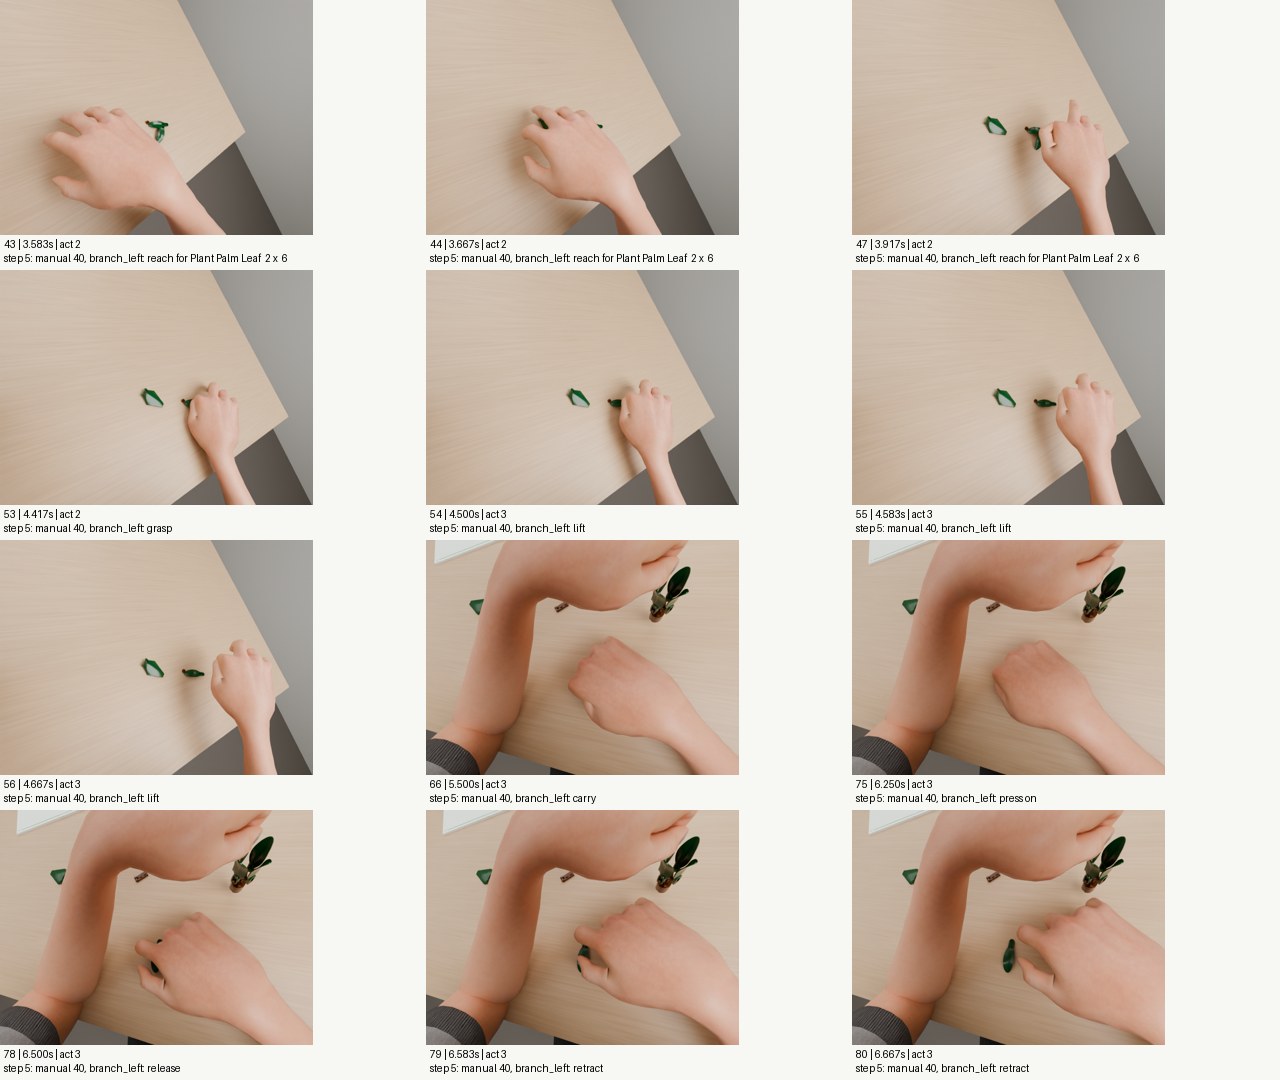 43 | 3.583s | act 2
step 5: manual 40, branch_left: reach for Plant Palm Leaf 2 x 6
44 | 3.667s | act 2
step 5: manual 40, branch_left: reach for Plant Palm Leaf 2 x 6
47 | 3.917s | act 2
step 5: manual 40, branch_left: reach for Plant Palm Leaf 2 x 6
53 | 4.417s | act 2
step 5: manual 40, branch_left: grasp
54 | 4.500s | act 3
step 5: manual 40, branch_left: lift
55 | 4.583s | act 3
step 5: manual 40, branch_left: lift
56 | 4.667s | act 3
step 5: manual 40, branch_left: lift
66 | 5.500s | act 3
step 5: manual 40, branch_left: carry
75 | 6.250s | act 3
step 5: manual 40, branch_left: press on
78 | 6.500s | act 3
step 5: manual 40, branch_left: release
79 | 6.583s | act 3
step 5: manual 40, branch_left: retract
80 | 6.667s | act 3
step 5: manual 40, branch_left: retract